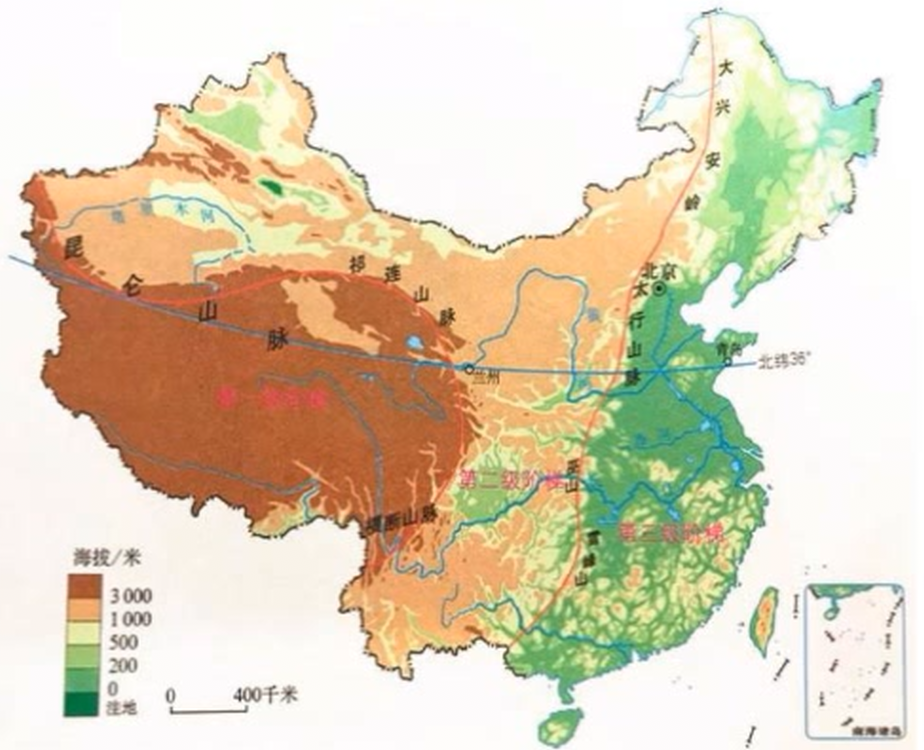 大
兴
安
岭
塔里木河
昆
仑
山
脉
祁
连
山
脉
北京
太
行
山
脉
青岛
北纬36°
兰州
第一级阶梯
第二级阶梯
巫
山
第三级阶梯
横断山脉
雪
峰
山
海拔/米
3 000
1 000
500
200
0
洼地
0 400千米
南海诸岛